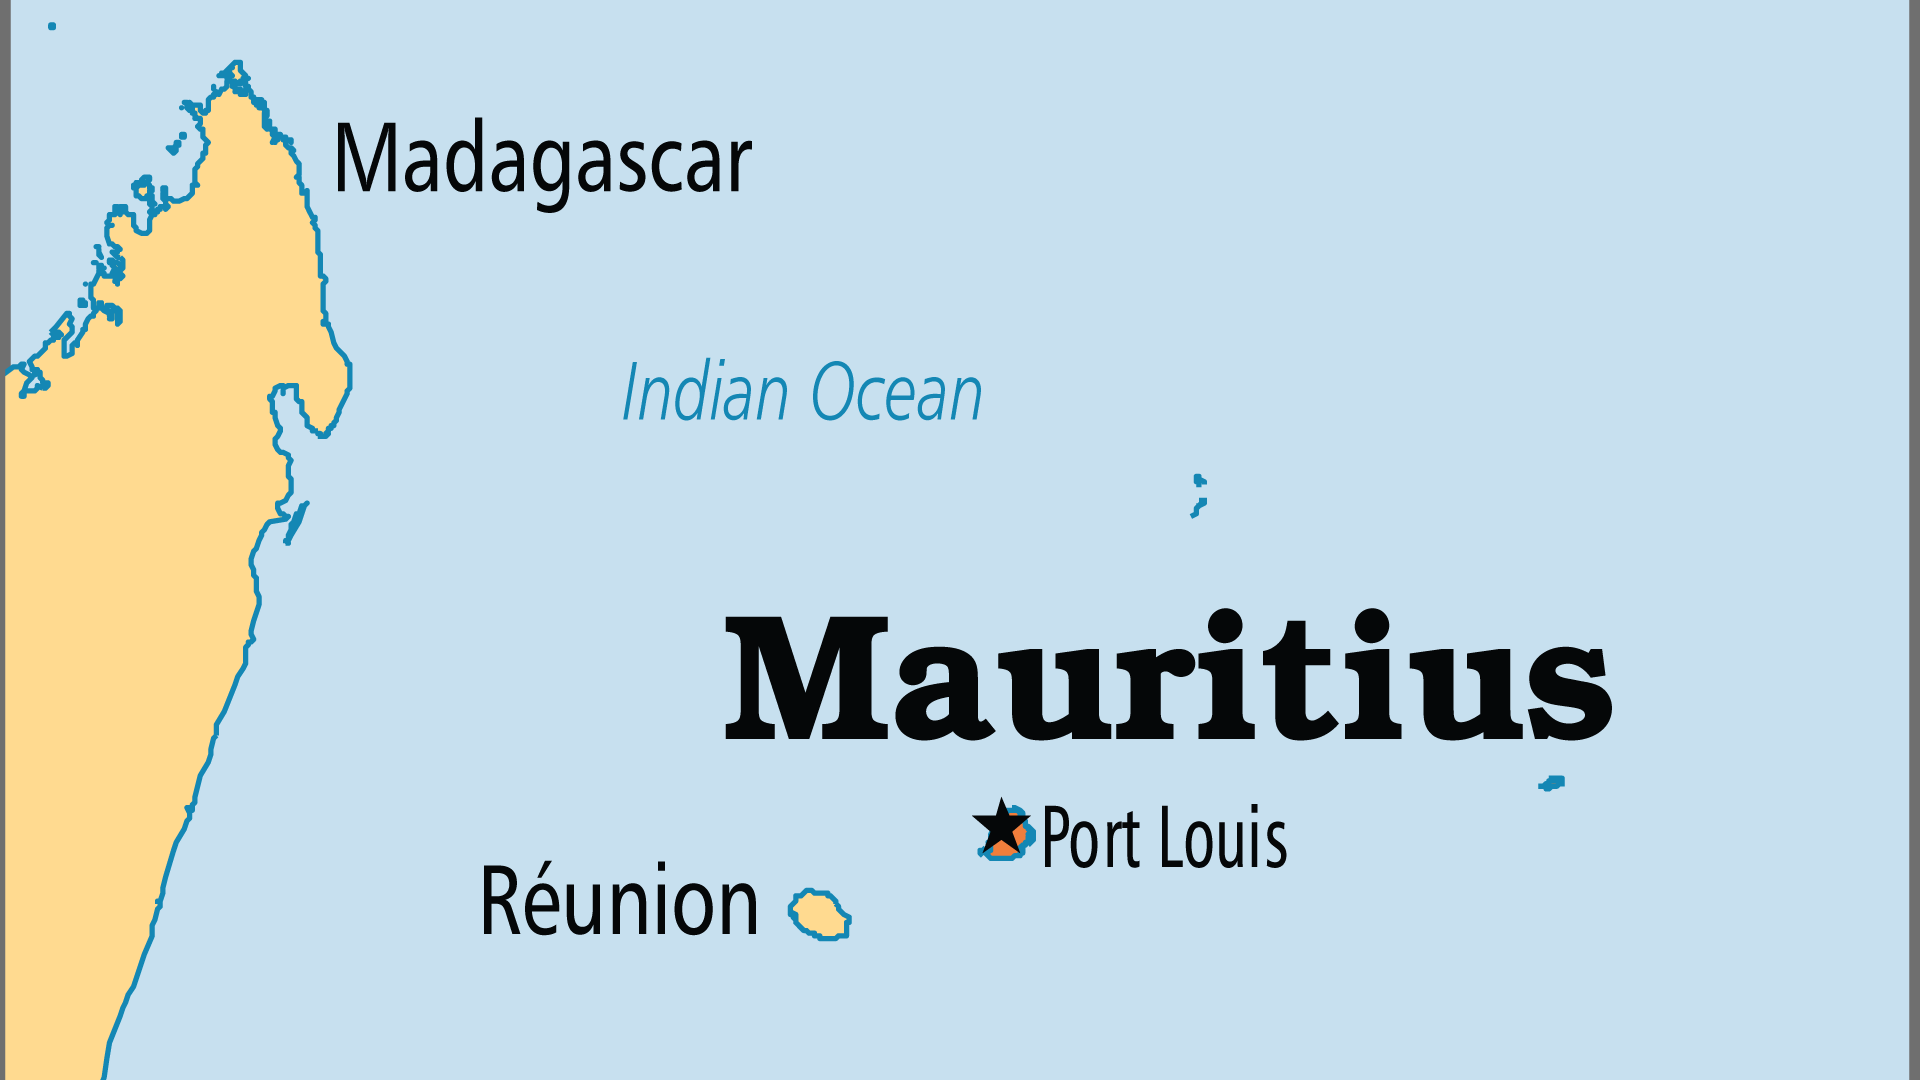 Madagascar
Indian Ocean
Mauritius
Port Louis
Réunion